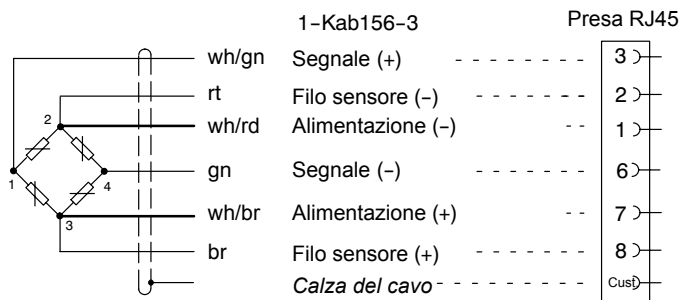 1-Kab156-3 Presa RJ45
wh/gn Segnale (+) 3
rt Filo sensore (-) 2
2 wh/rd Alimentazione (-) 1
1 4 gn Segnale (-) 6
3 wh/br Alimentazione (+) 7
br Filo sensore (+) 8
Calza del cavo Cust